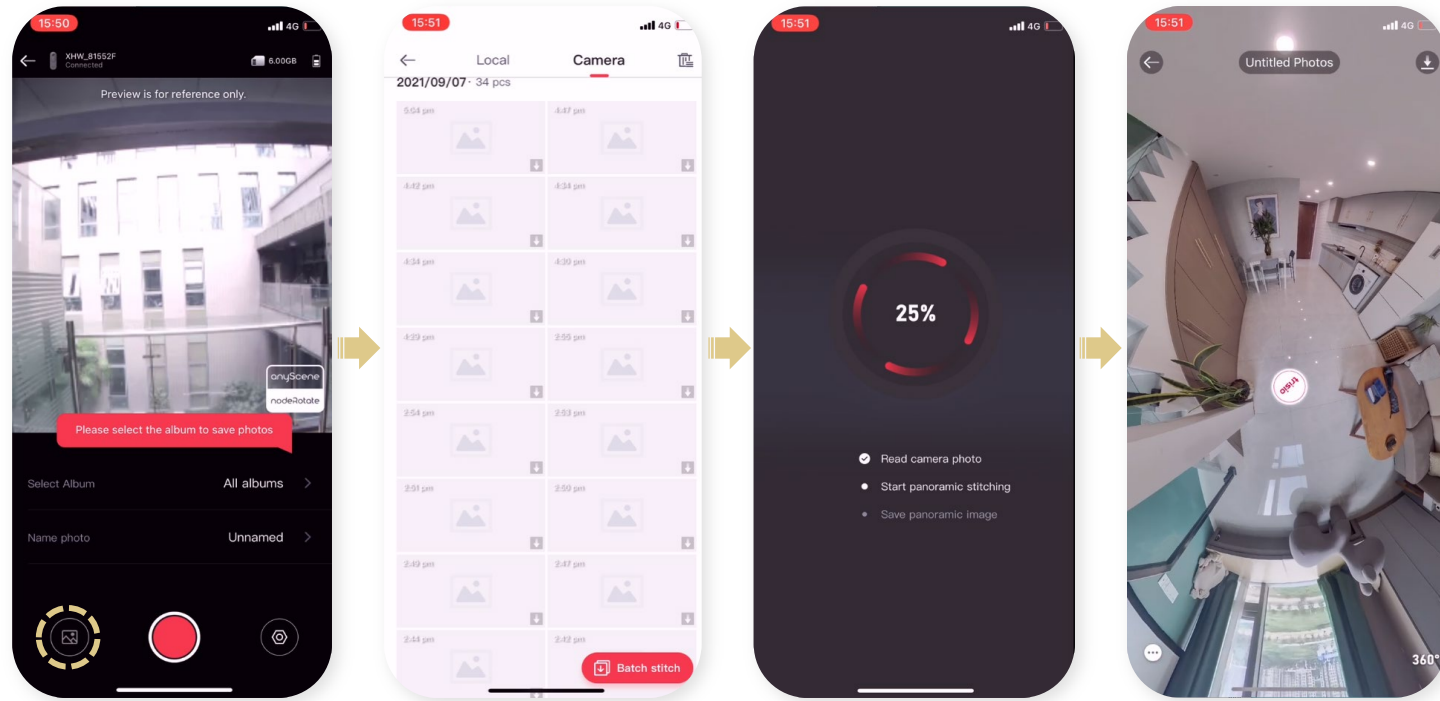 15:50
4G
XHW_81552F
Connected
6.00GB
Preview is for reference only.
anyScene
nodeRotate
Please select the album to save photos
Select Album
All albums
Name photo
Unnamed
15:51
4G
Local
Camera
2021/09/07 · 34 pcs
5:04 pm
4:47 pm
4:42 pm
4:34 pm
4:34 pm
4:30 pm
4:29 pm
2:55 pm
2:54 pm
2:53 pm
2:51 pm
2:50 pm
2:49 pm
2:47 pm
2:44 pm
2:42 pm
Batch stitch
15:51
4G
25%
Read camera photo
Start panoramic stitching
Save panoramic image
15:51
4G
Untitled Photos
trisio
360°